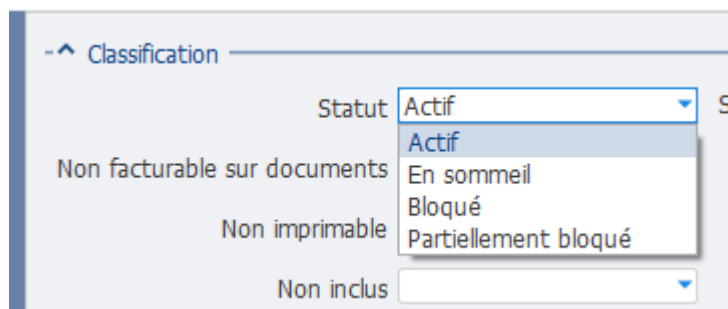 Classification
Statut Actif S
Actif
Non facturable sur documents
En sommeil
Bloqué
Non imprimable
Partiellement bloqué
Non inclus